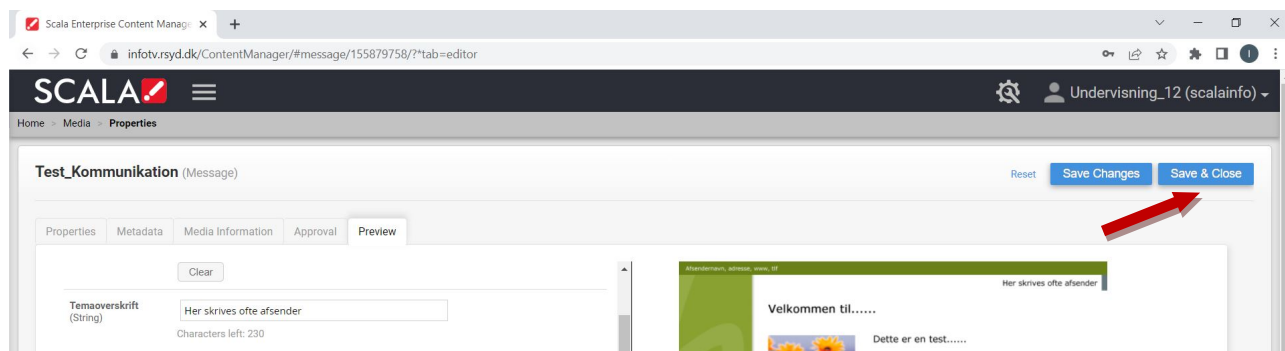 Scala Enterprise Content Manage
infotv.rsyd.dk/ContentManager/#message/155879758/?*tab=editor
I
SCALA
Undervisning_12 (scalainfo)
Home > Media > Properties
Test_Kommunikation (Message)
Reset Save Changes Save & Close
Properties Metadata Media Information Approval Preview
Clear
Temaoverskrift
(String)
Her skrives ofte afsender
Characters left: 230
Afsendernavn, adresse, www, tlf
Her skrives ofte afsender
Velkommen til......
Dette er en test......